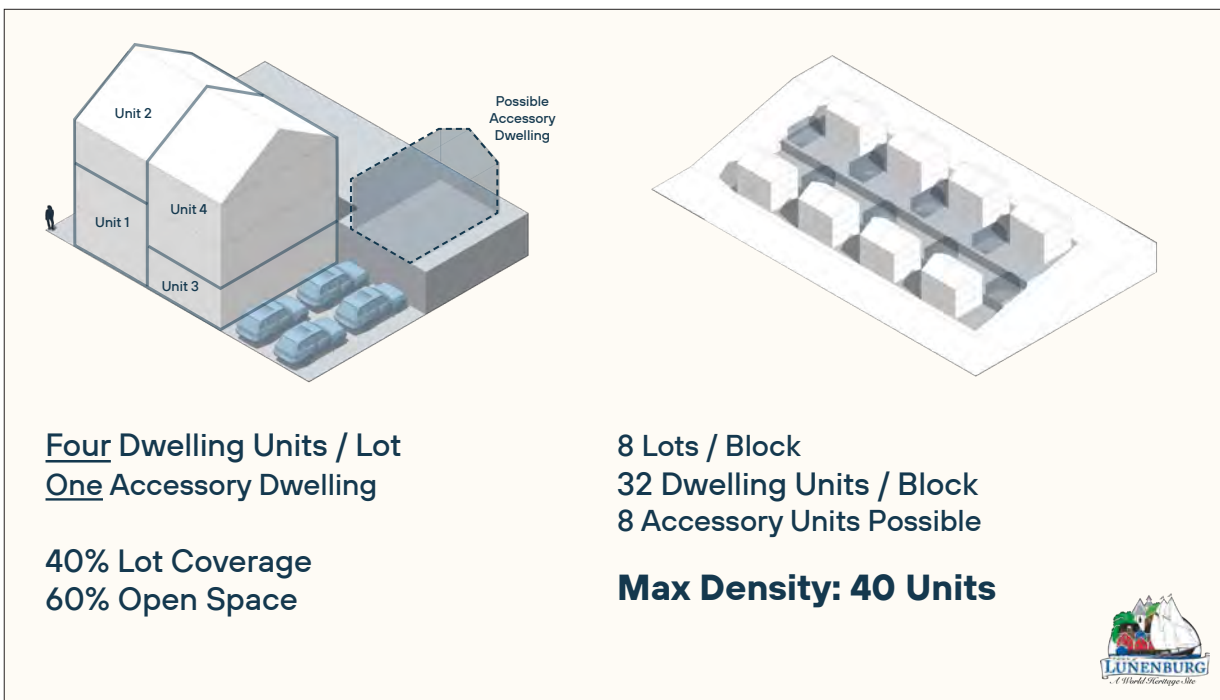 Unit 2
Unit 1
Unit 4
Unit 3
Possible
Accessory
Dwelling
Four Dwelling Units / Lot
One Accessory Dwelling
40% Lot Coverage
60% Open Space
8 Lots / Block
32 Dwelling Units / Block
8 Accessory Units Possible
Max Density: 40 Units
LUNENBURG
A World Heritage Site